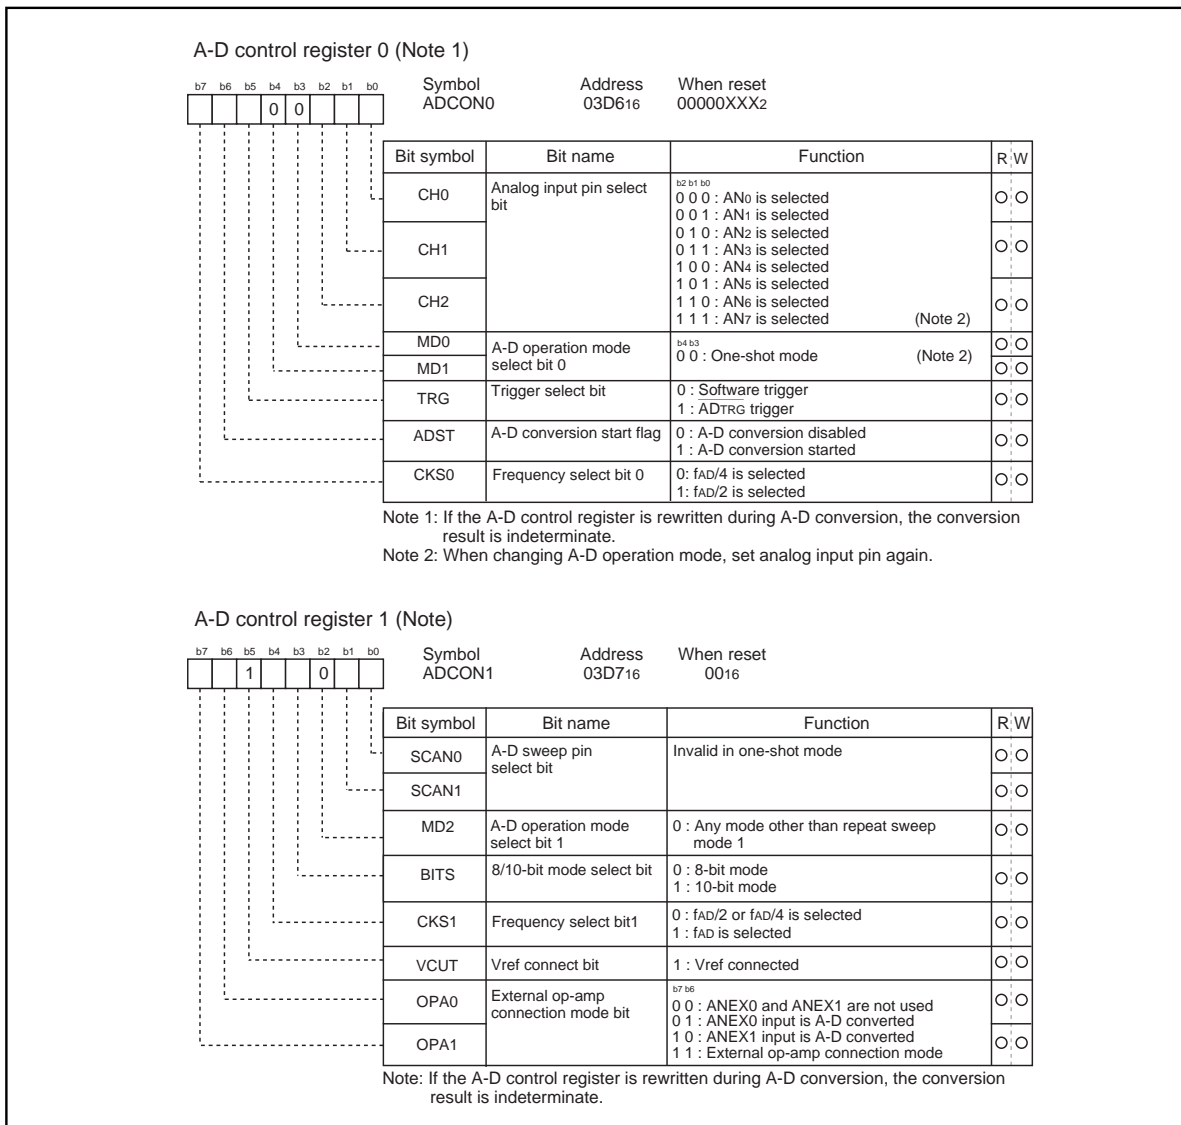 A-D control register 0 (Note 1)
b7 b6 b5 b4 b3 b2 b1 b0
0 0
Symbol Address When reset
ADCON0 03D616 00000XXX2
Bit symbol Bit name Function R W
CH0 Analog input pin select bit
b2 b1 b0
0 0 0 : AN0 is selected
0 0 1 : AN1 is selected
0 1 0 : AN2 is selected
CH1 0 1 1 : AN3 is selected
1 0 0 : AN4 is selected
1 0 1 : AN5 is selected
CH2 1 1 0 : AN6 is selected
1 1 1 : AN7 is selected (Note 2)
MD0 A-D operation mode select bit 0
b4 b3
0 0 : One-shot mode (Note 2)
MD1
TRG Trigger select bit 0 : Software trigger
1 : ADTRG trigger
ADST A-D conversion start flag 0 : A-D conversion disabled
1 : A-D conversion started
CKS0 Frequency select bit 0 0: fAD/4 is selected
1: fAD/2 is selected
Note 1: If the A-D control register is rewritten during A-D conversion, the conversion
result is indeterminate.
Note 2: When changing A-D operation mode, set analog input pin again.
A-D control register 1 (Note)
b7 b6 b5 b4 b3 b2 b1 b0
1 0
Symbol Address When reset
ADCON1 03D716 0016
Bit symbol Bit name Function R W
SCAN0 A-D sweep pin select bit Invalid in one-shot mode
SCAN1
MD2 A-D operation mode select bit 1 0 : Any mode other than repeat sweep
mode 1
BITS 8/10-bit mode select bit 0 : 8-bit mode
1 : 10-bit mode
CKS1 Frequency select bit1 0 : fAD/2 or fAD/4 is selected
1 : fAD is selected
VCUT Vref connect bit 1 : Vref connected
OPA0 External op-amp connection mode bit
b7 b6
0 0 : ANEX0 and ANEX1 are not used
0 1 : ANEX0 input is A-D converted
OPA1 1 0 : ANEX1 input is A-D converted
1 1 : External op-amp connection mode
Note: If the A-D control register is rewritten during A-D conversion, the conversion
result is indeterminate.